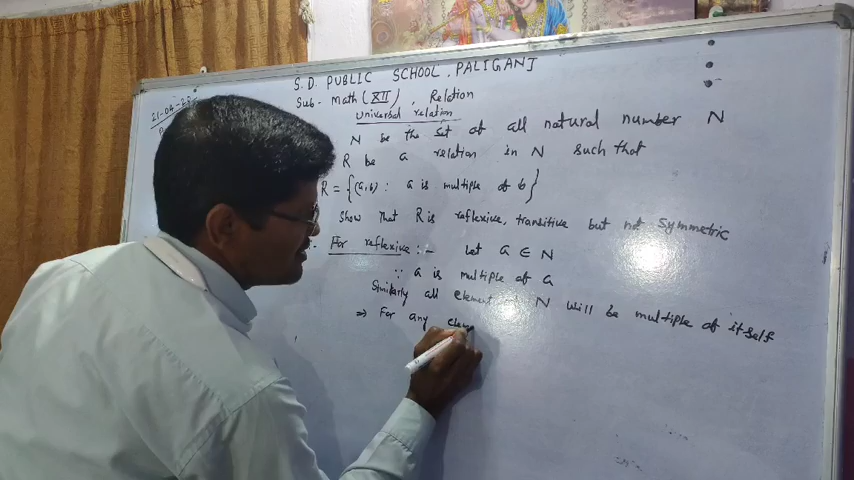 S.D. PUBLIC SCHOOL, PALIGANJ
Sub- Math (XII), Relation
Universal relation
N be the set of all natural number N
R be a relation in N such that
R = {(a,b) : a is multiple of b}
Show that R is reflexive, transitive but not Symmetric
For reflexive :- Let a ∈ N
∵ a is multiple of a
Similarly all element N will be multiple of itself
⇒ For any eleme